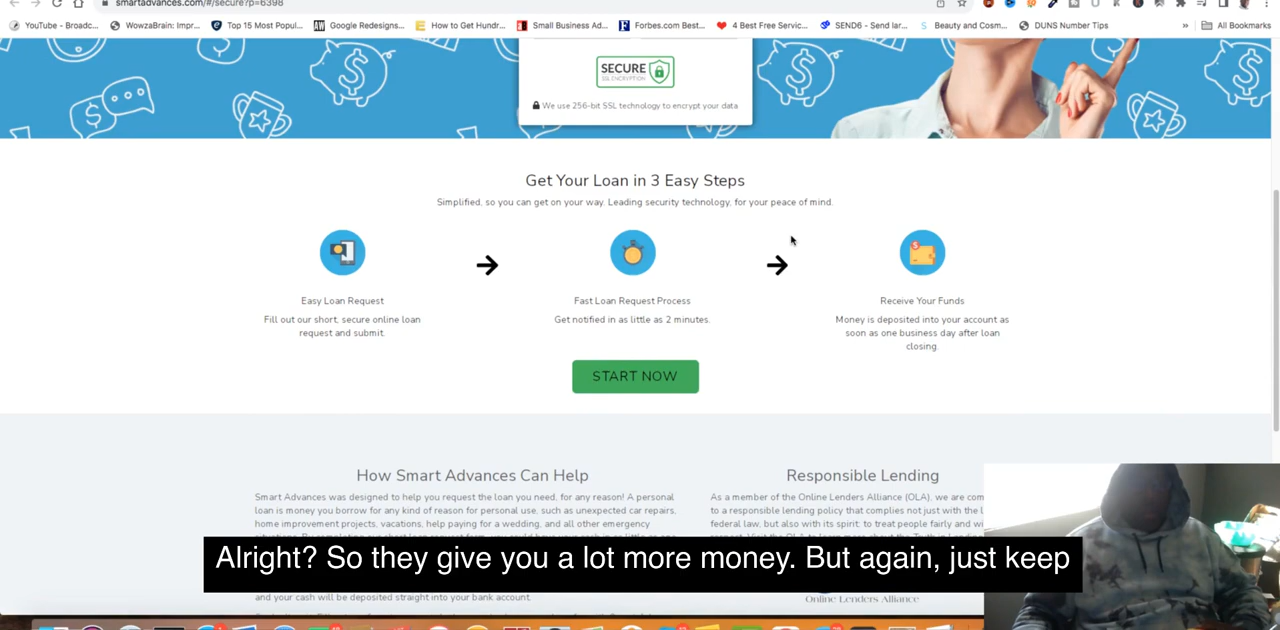 smartadvances.com/#/secure?p=6398
YouTube - Broadc...
WowzaBrain: Impr...
Top 15 Most Popul...
Google Redesigns...
How to Get Hundr...
Small Business Ad...
Forbes.com Best...
4 Best Free Servic...
SEND6 - Send lar...
Beauty and Cosm...
DUNS Number Tips
»
All Bookmarks
SECURE
SSL ENCRYPTION
We use 256-bit SSL technology to encrypt your data
Get Your Loan in 3 Easy Steps
Simplified, so you can get on your way. Leading security technology, for your peace of mind.
Easy Loan Request
Fill out our short, secure online loan
request and submit.
Fast Loan Request Process
Get notified in as little as 2 minutes.
Receive Your Funds
Money is deposited into your account as
soon as one business day after loan
closing.
START NOW
How Smart Advances Can Help
Smart Advances was designed to help you request the loan you need, for any reason! A personal
loan is money you borrow for any kind of reason for personal use, such as unexpected car repairs,
home improvement projects, vacations, help paying for a wedding, and all other emergency
Responsible Lending
As a member of the Online Lenders Alliance (OLA), we are com
to a responsible lending policy that complies not just with the l
federal law, but also with its spirit; to treat people fairly and wi
Alright? So they give you a lot more money. But again, just keep
and your cash will be deposited straight into your bank account.
Online Lenders Alliance